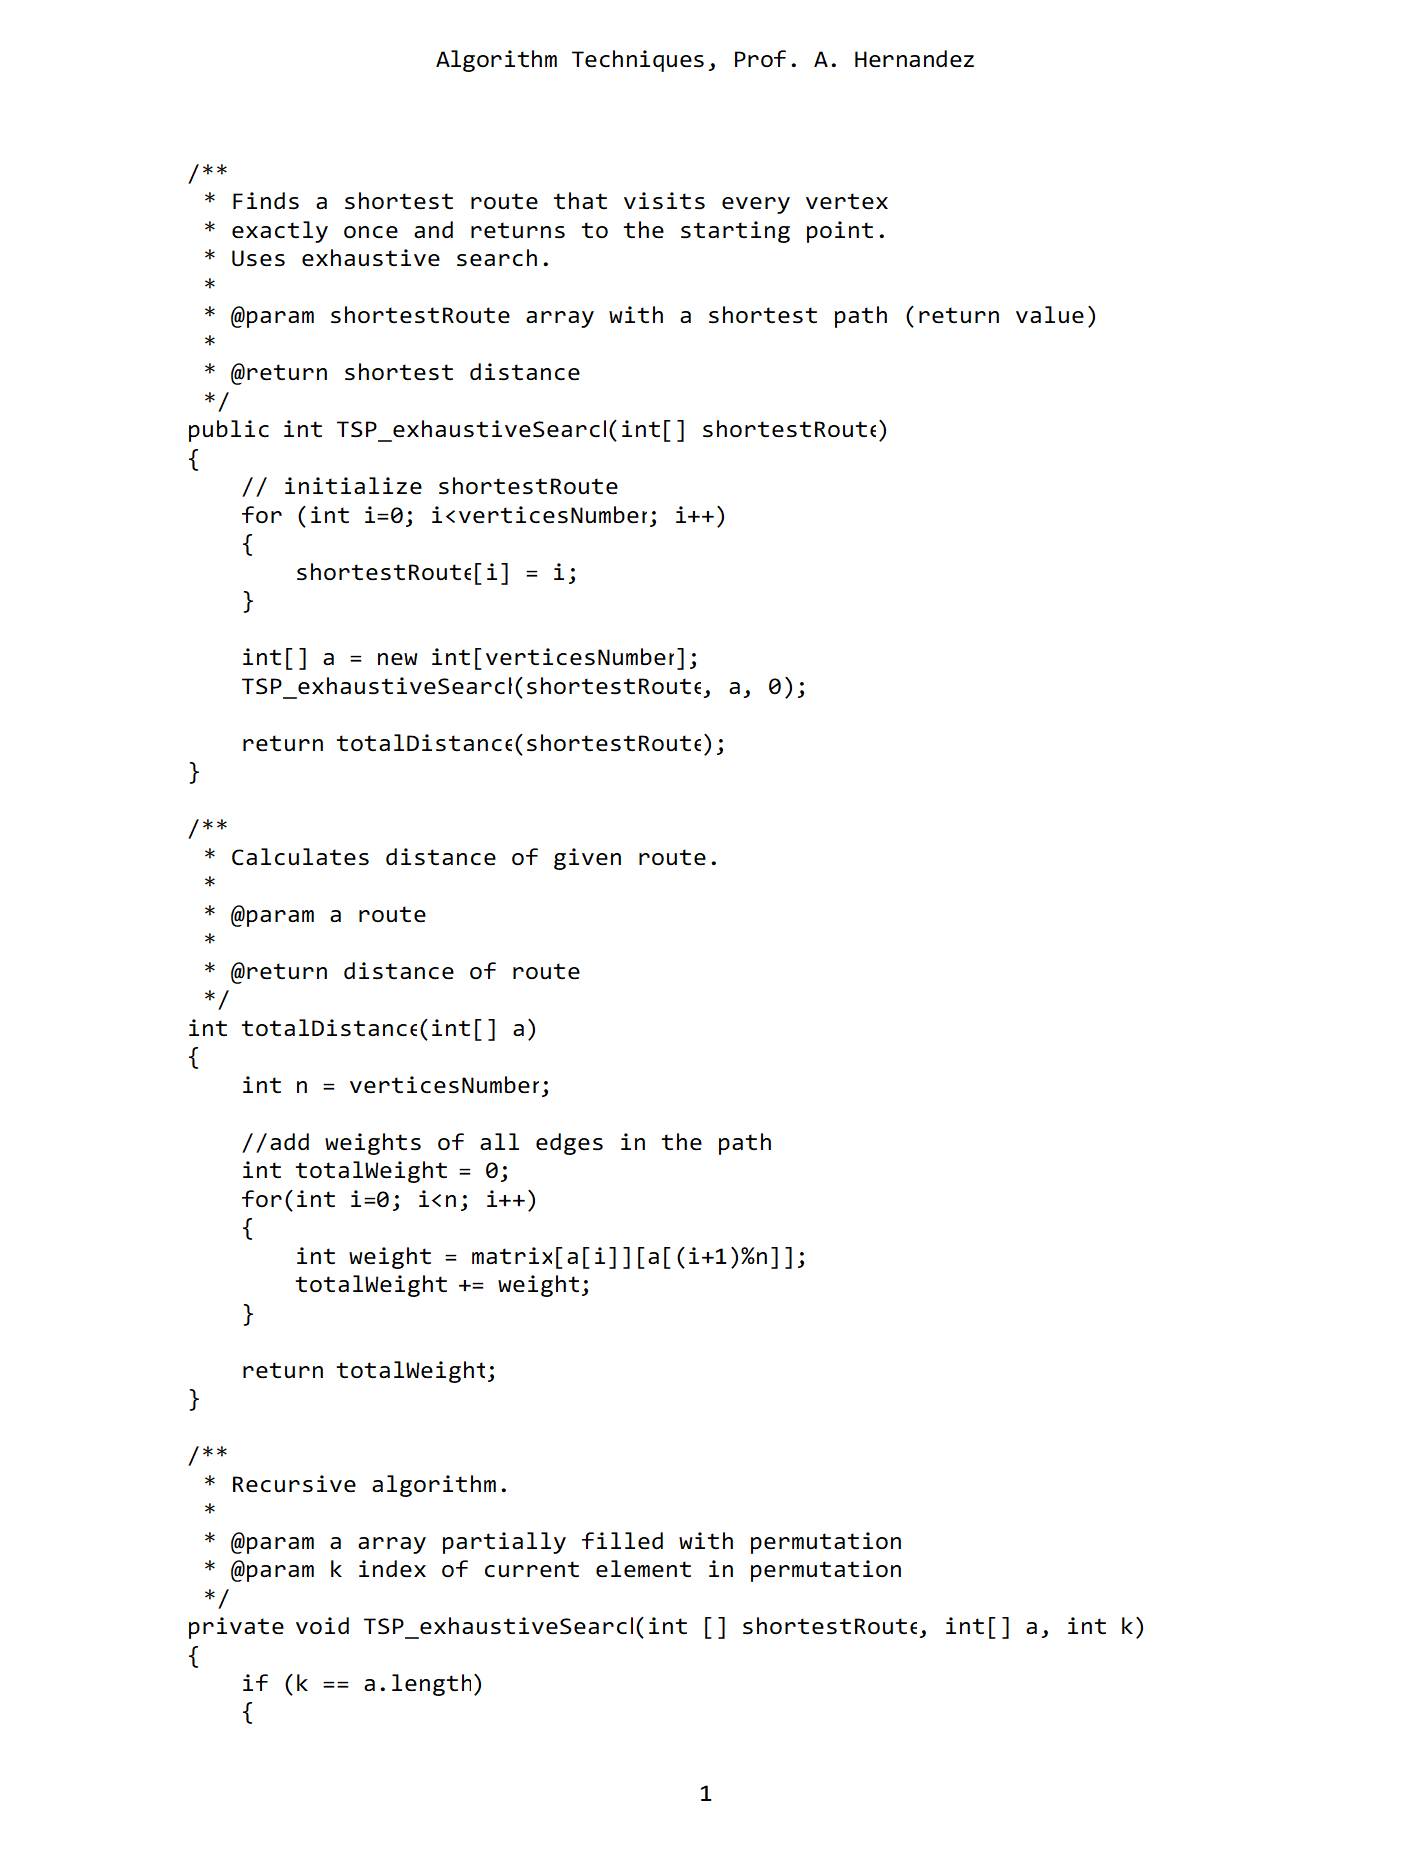 Algorithm Techniques, Prof. A. Hernandez
/**
 * Finds a shortest route that visits every vertex
 * exactly once and returns to the starting point.
 * Uses exhaustive search.
 *
 * @param shortestRoute array with a shortest path (return value)
 *
 * @return shortest distance
 */
public int TSP_exhaustiveSearch(int[] shortestRoute)
{
    // initialize shortestRoute
    for (int i=0; i<verticesNumber; i++)
    {
        shortestRoute[i] = i;
    }
    int[] a = new int[verticesNumber];
    TSP_exhaustiveSearch(shortestRoute, a, 0);
    return totalDistance(shortestRoute);
}
/**
 * Calculates distance of given route.
 *
 * @param a route
 *
 * @return distance of route
 */
int totalDistance(int[] a)
{
    int n = verticesNumber;
    //add weights of all edges in the path
    int totalWeight = 0;
    for(int i=0; i<n; i++)
    {
        int weight = matrix[a[i]][a[(i+1)%n]];
        totalWeight += weight;
    }
    return totalWeight;
}
/**
 * Recursive algorithm.
 *
 * @param a array partially filled with permutation
 * @param k index of current element in permutation
 */
private void TSP_exhaustiveSearch(int [] shortestRoute, int[] a, int k)
{
    if (k == a.length)
    {
1